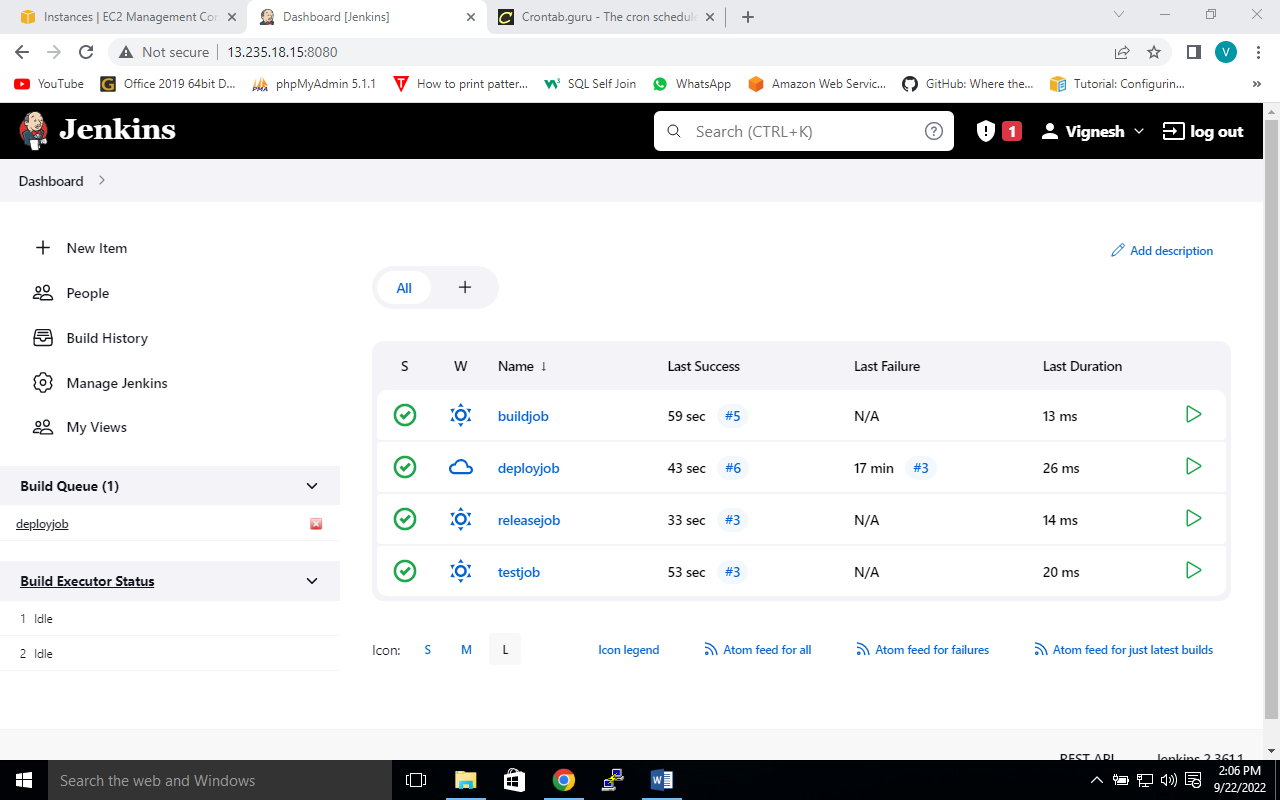 Instances | EC2 Management Con
Dashboard [Jenkins]
Crontab.guru - The cron schedule
Not secure
13.235.18.15:8080
V
YouTube
Office 2019 64bit D...
phpMyAdmin 5.1.1
How to print patter...
SQL Self Join
WhatsApp
Amazon Web Servic...
GitHub: Where the...
Tutorial: Configurin...
»
Jenkins
Search (CTRL+K)
1
Vignesh
log out
Dashboard
New Item
People
Build History
Manage Jenkins
My Views
Build Queue (1)
deployjob
Build Executor Status
1 Idle
2 Idle
Add description
All +
S W Name ↓ Last Success Last Failure Last Duration
buildjob 59 sec #5 N/A 13 ms
deployjob 43 sec #6 17 min #3 26 ms
releasejob 33 sec #3 N/A 14 ms
testjob 53 sec #3 N/A 20 ms
Icon: S M L
Icon legend
Atom feed for all
Atom feed for failures
Atom feed for just latest builds
REST API
Jenkins 2.361.1
Search the web and Windows
2:06 PM
9/22/2022